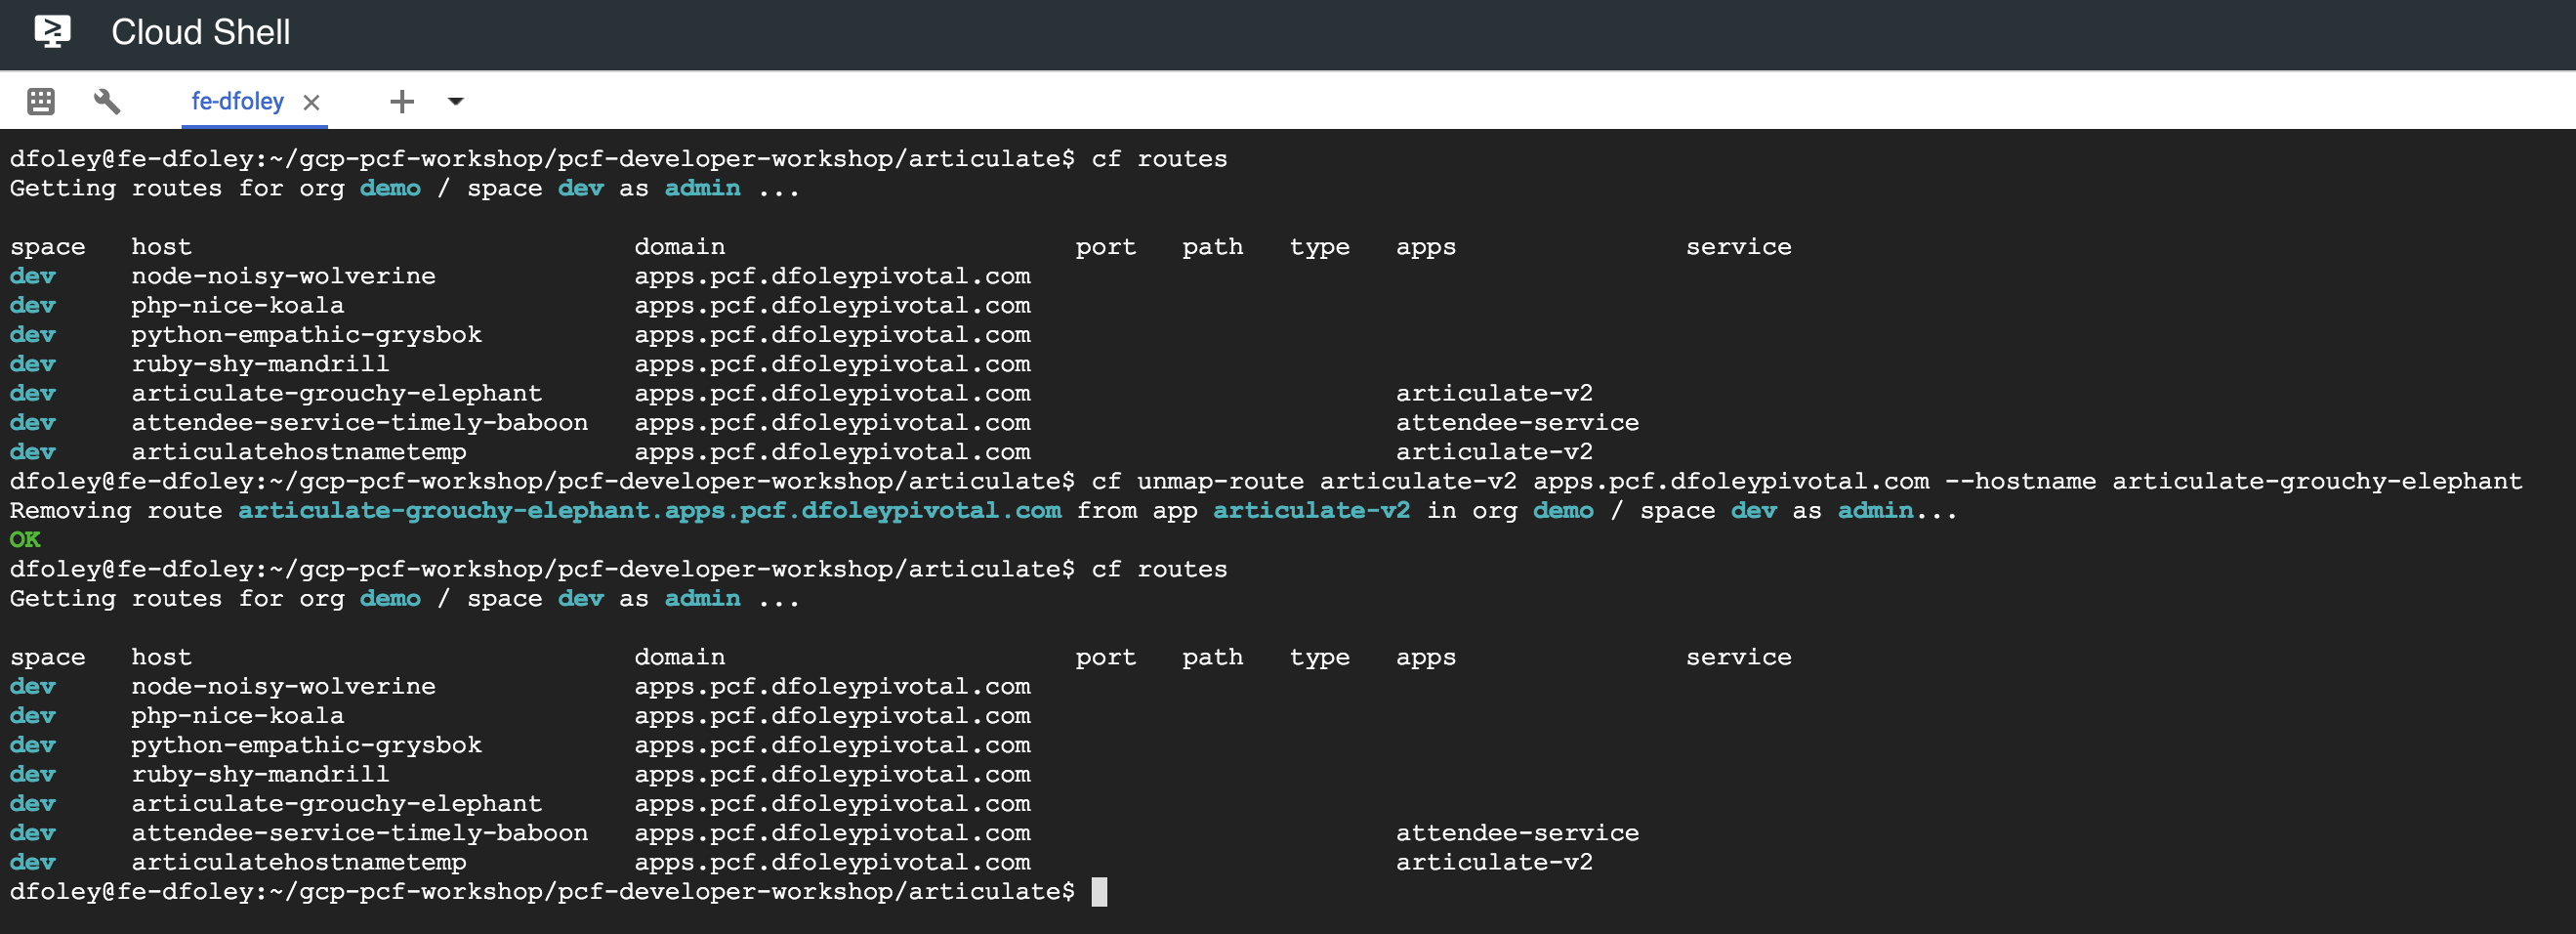 Cloud Shell
fe-dfoley
dfoley@fe-dfoley:~/gcp-pcf-workshop/pcf-developer-workshop/articulate$ cf routes
Getting routes for org demo / space dev as admin ...
space   host                             domain                       port   path   type   apps               service
dev     node-noisy-wolverine             apps.pcf.dfoleypivotal.com
dev     php-nice-koala                   apps.pcf.dfoleypivotal.com
dev     python-empathic-grysbok          apps.pcf.dfoleypivotal.com
dev     ruby-shy-mandrill                apps.pcf.dfoleypivotal.com
dev     articulate-grouchy-elephant      apps.pcf.dfoleypivotal.com                        articulate-v2
dev     attendee-service-timely-baboon   apps.pcf.dfoleypivotal.com                        attendee-service
dev     articulatehostnametemp           apps.pcf.dfoleypivotal.com                        articulate-v2
dfoley@fe-dfoley:~/gcp-pcf-workshop/pcf-developer-workshop/articulate$ cf unmap-route articulate-v2 apps.pcf.dfoleypivotal.com --hostname articulate-grouchy-elephant
Removing route articulate-grouchy-elephant.apps.pcf.dfoleypivotal.com from app articulate-v2 in org demo / space dev as admin...
OK
dfoley@fe-dfoley:~/gcp-pcf-workshop/pcf-developer-workshop/articulate$ cf routes
Getting routes for org demo / space dev as admin ...
space   host                             domain                       port   path   type   apps               service
dev     node-noisy-wolverine             apps.pcf.dfoleypivotal.com
dev     php-nice-koala                   apps.pcf.dfoleypivotal.com
dev     python-empathic-grysbok          apps.pcf.dfoleypivotal.com
dev     ruby-shy-mandrill                apps.pcf.dfoleypivotal.com
dev     articulate-grouchy-elephant      apps.pcf.dfoleypivotal.com
dev     attendee-service-timely-baboon   apps.pcf.dfoleypivotal.com                        attendee-service
dev     articulatehostnametemp           apps.pcf.dfoleypivotal.com                        articulate-v2
dfoley@fe-dfoley:~/gcp-pcf-workshop/pcf-developer-workshop/articulate$